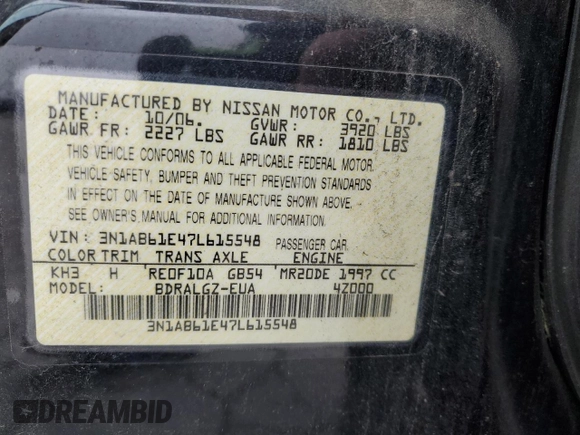 MANUFACTURED BY NISSAN MOTOR CO., LTD.
DATE: 10/06. GVWR: 3920 LBS
GAWR FR: 2227 LBS GAWR RR: 1810 LBS
THIS VEHICLE CONFORMS TO ALL APPLICABLE FEDERAL MOTOR
VEHICLE SAFETY, BUMPER AND THEFT PREVENTION STANDARDS
IN EFFECT ON THE DATE OF MANUFACTURE SHOWN ABOVE.
SEE OWNER'S MANUAL FOR ADDITIONAL INFORMATION.
VIN: 3N1AB61E47L615548 PASSENGER CAR.
COLOR TRIM TRANS AXLE ENGINE
KH3 H RE0F10A GB54 MR20DE 1997 CC
MODEL: BDRALGZ-EUA 4Z000
3N1AB61E47L615548
DREAMBID